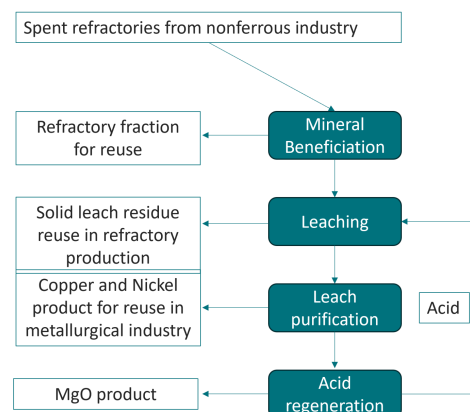 Spent refractories from nonferrous industry
Mineral
Beneficiation
Refractory fraction
for reuse
Leaching
Solid leach residue
reuse in refractory
production
Leach
purification
Copper and Nickel
product for reuse in
metallurgical industry
Acid
Acid
regeneration
MgO product